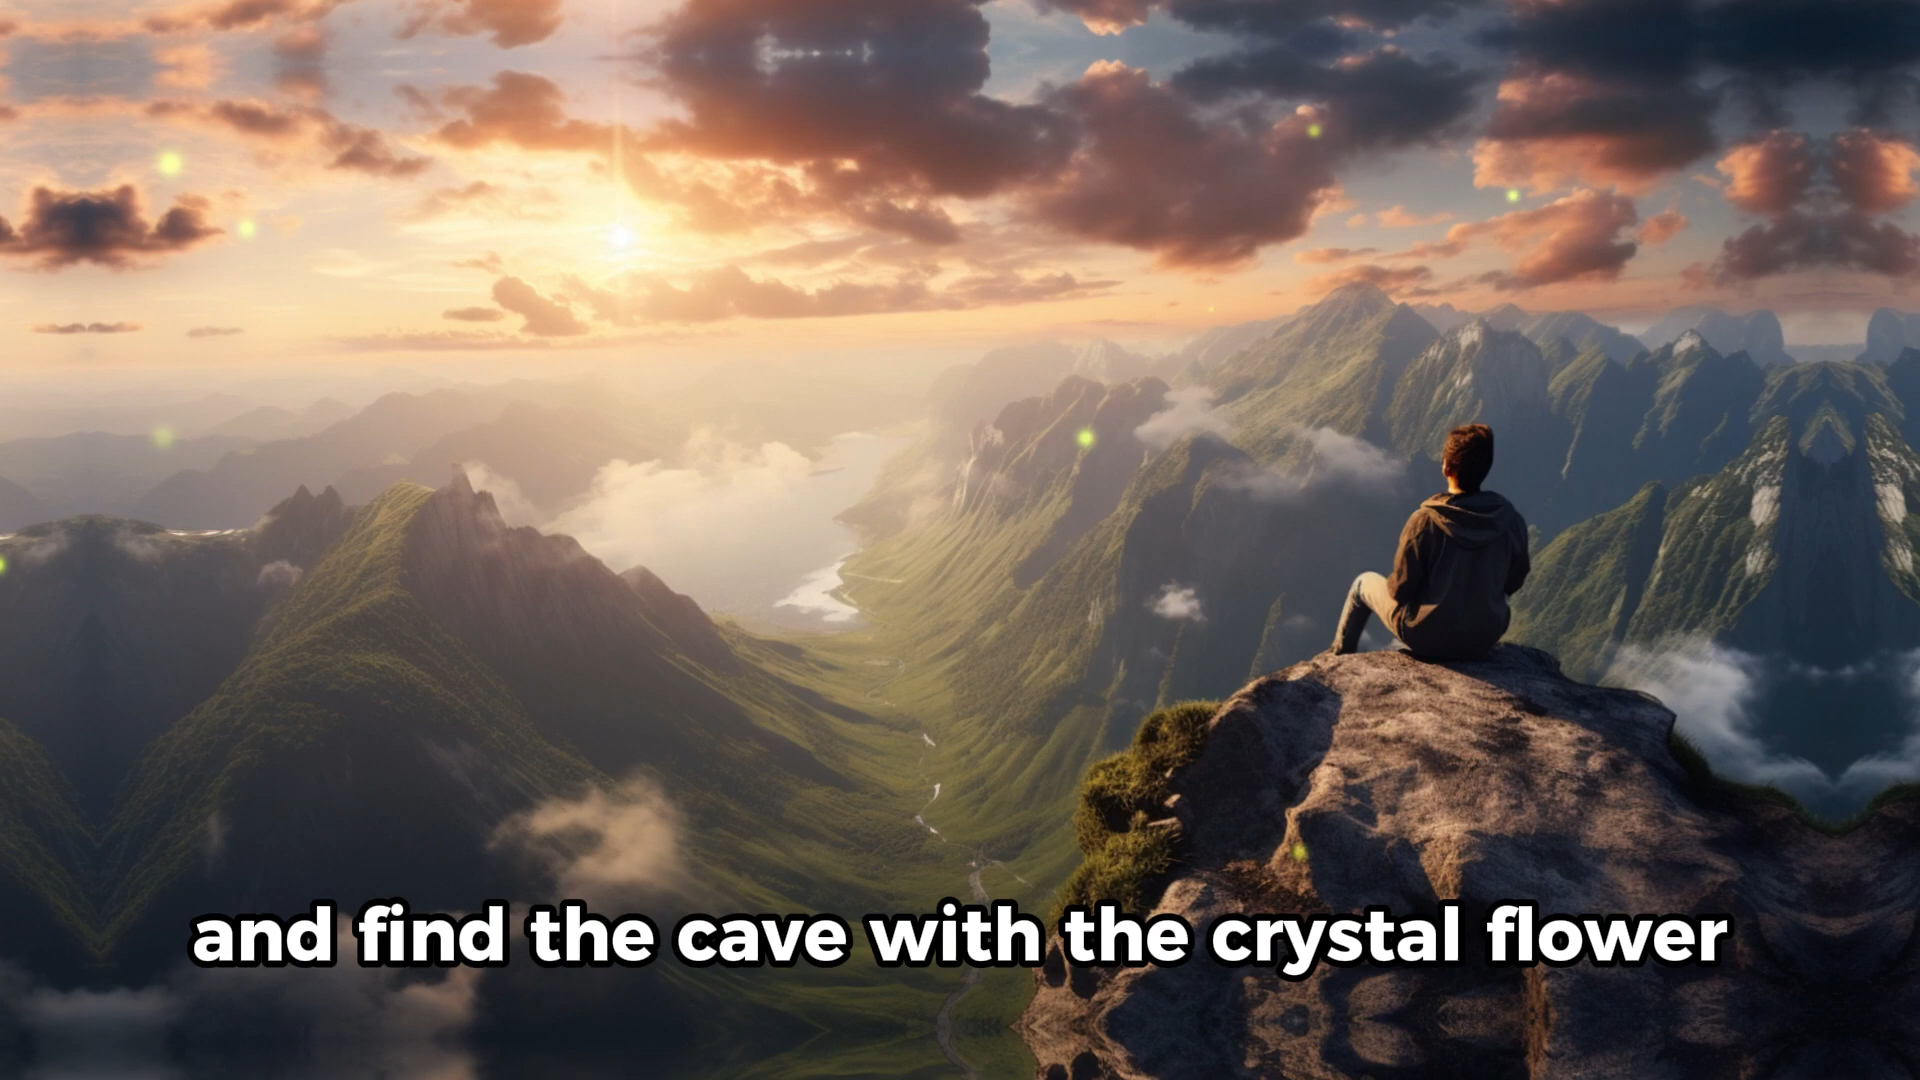 and find the cave with the crystal flower